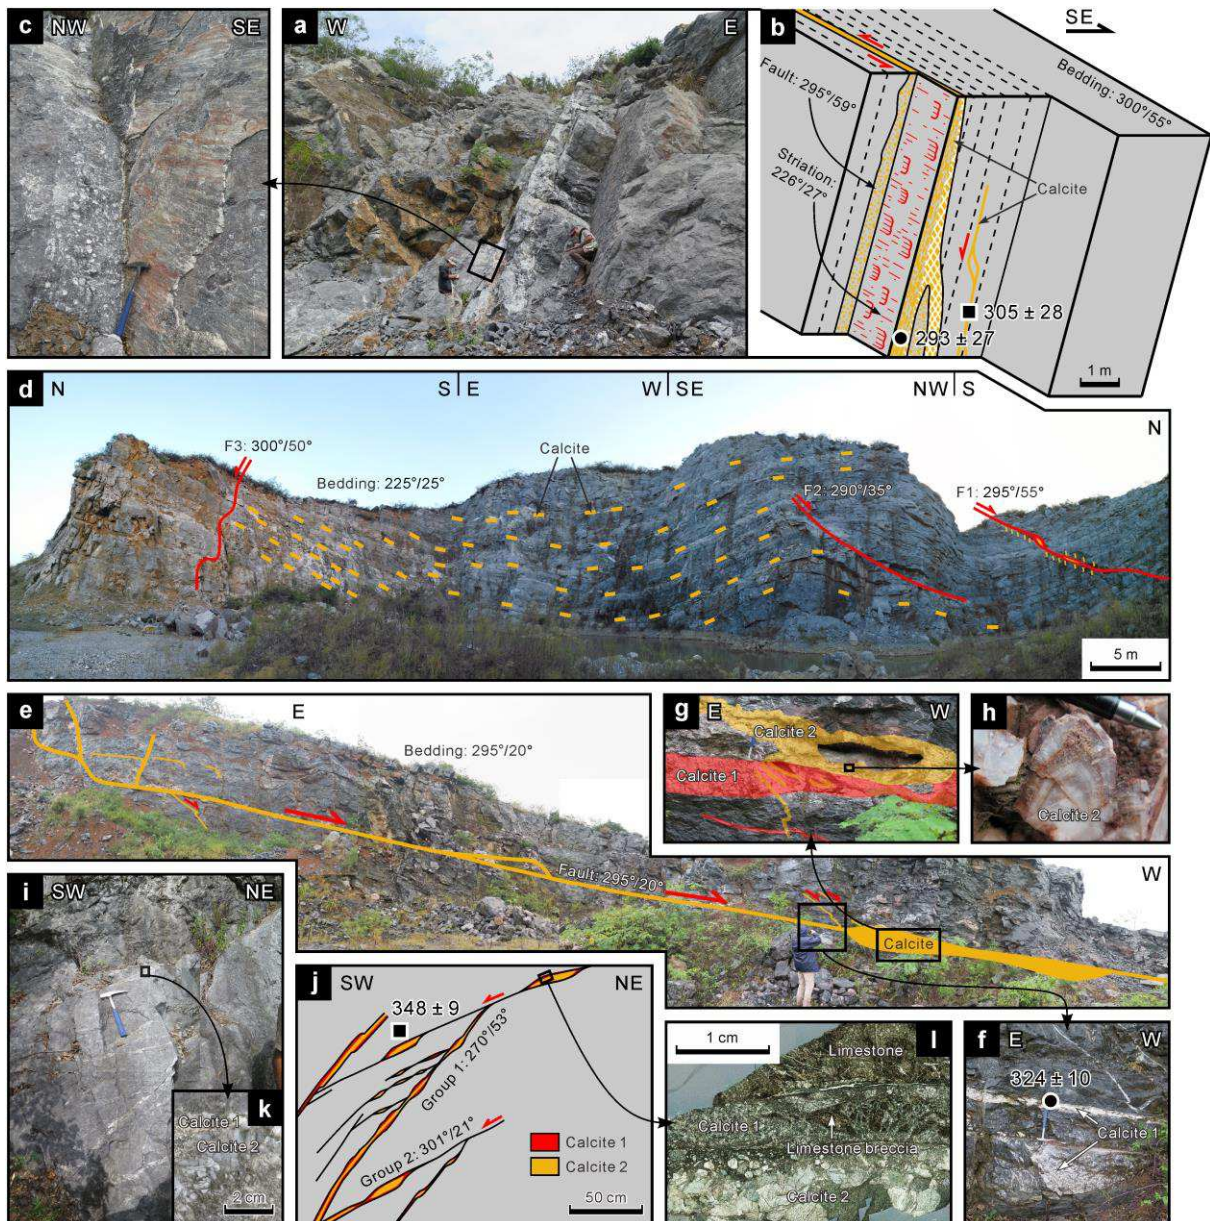 c
NW
SE
a
W
E
b
SE
Fault: 295°/59°
Bedding: 300°/55°
Striation:
226°/27°
Calcite
305 ± 28
293 ± 27
1 m
d
N
S
E
W
SE
NW
S
N
F3: 300°/50°
Bedding: 225°/25°
Calcite
F2: 290°/35°
F1: 295°/55°
5 m
e
E
Bedding: 295°/20°
Fault: 295°/20°
Calcite
W
g
E
W
Calcite 2
Calcite 1
h
Calcite 2
i
SW
NE
k
Calcite 1
Calcite 2
2 cm
j
SW
NE
348 ± 9
Group 1: 270°/53°
Group 2: 301°/21°
Calcite 1
Calcite 2
50 cm
1 cm
l
Limestone
Calcite 1
Limestone breccia
Calcite 2
f
E
W
324 ± 10
Calcite 1